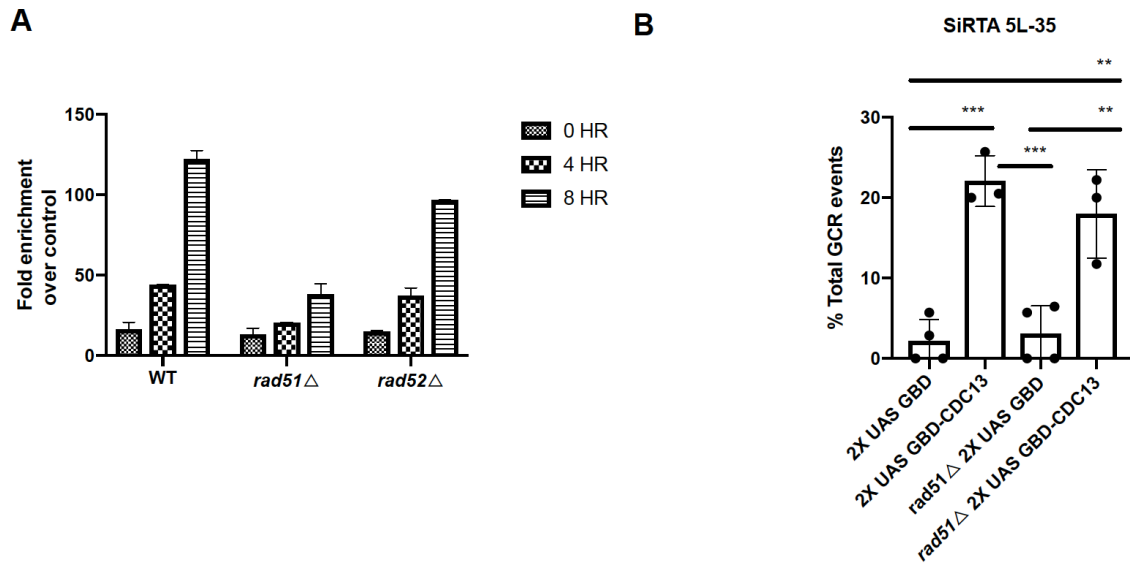 A
Fold enrichment
over control
150
100
50
0
WT
rad51△
rad52△
0 HR
4 HR
8 HR
B
SiRTA 5L-35
**
***
**
***
% Total GCR events
30
20
10
0
2X UAS GBD
2X UAS GBD-CDC13
rad51△ 2X UAS GBD
rad51△ 2X UAS GBD-CDC13